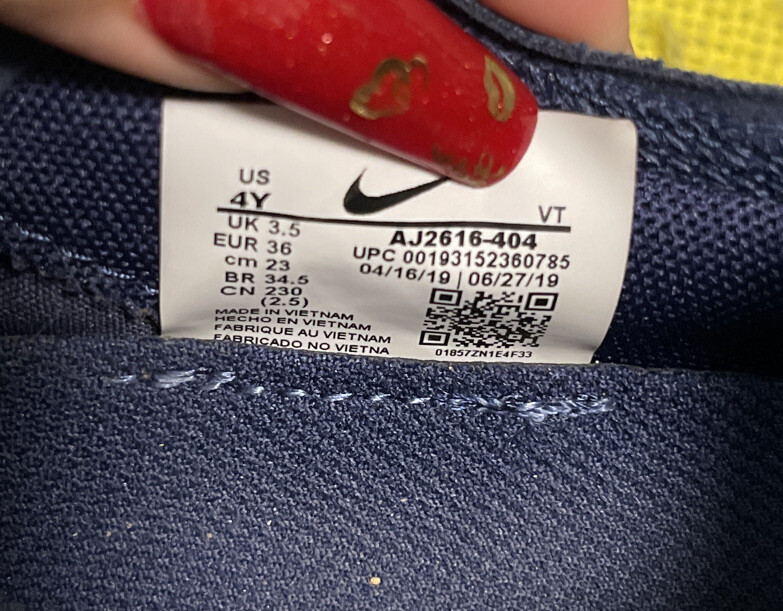 US
4Y
VT
UK 3.5
EUR 36
cm 23
BR 34.5
CN 230
(2.5)
AJ2616-404
UPC 00193152360785
04/16/19 | 06/27/19
MADE IN VIETNAM
HECHO EN VIETNAM
FABRIQUE AU VIETNAM
FABRICADO NO VIETNA
01857ZN1E4F33